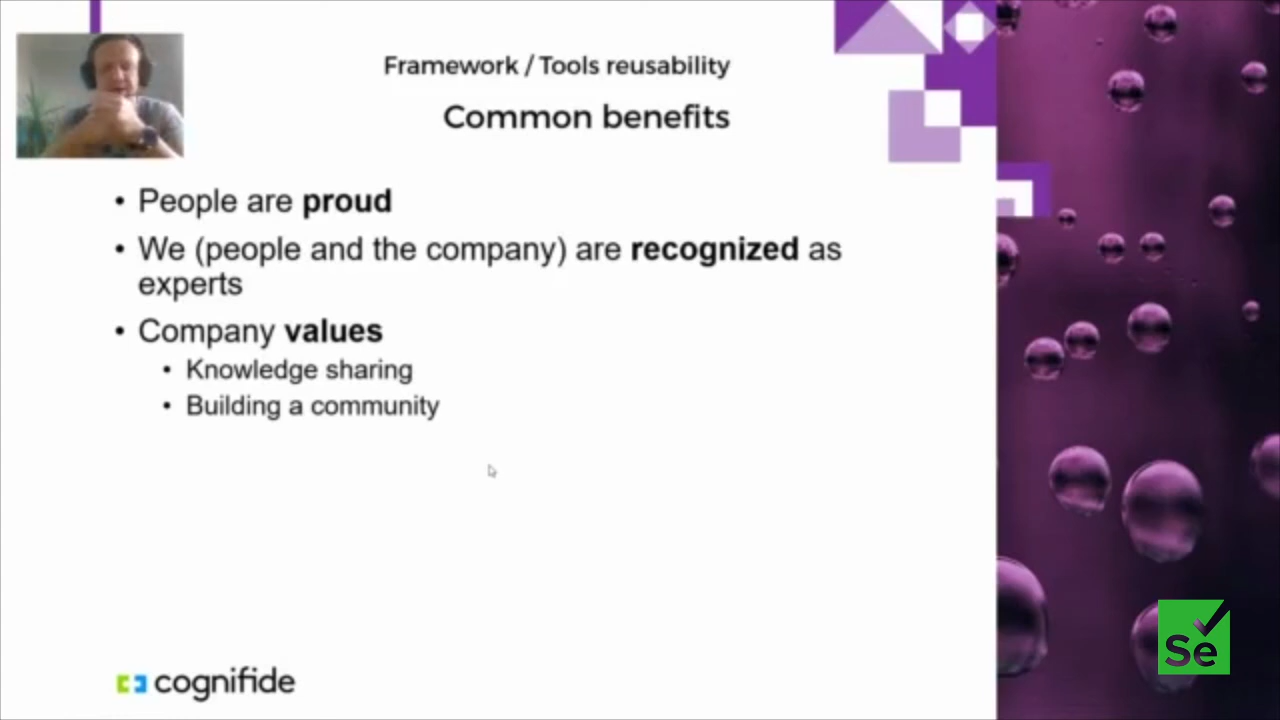 Framework / Tools reusability
Common benefits
• People are proud
• We (people and the company) are recognized as
experts
• Company values
• Knowledge sharing
• Building a community
cognifide
Se